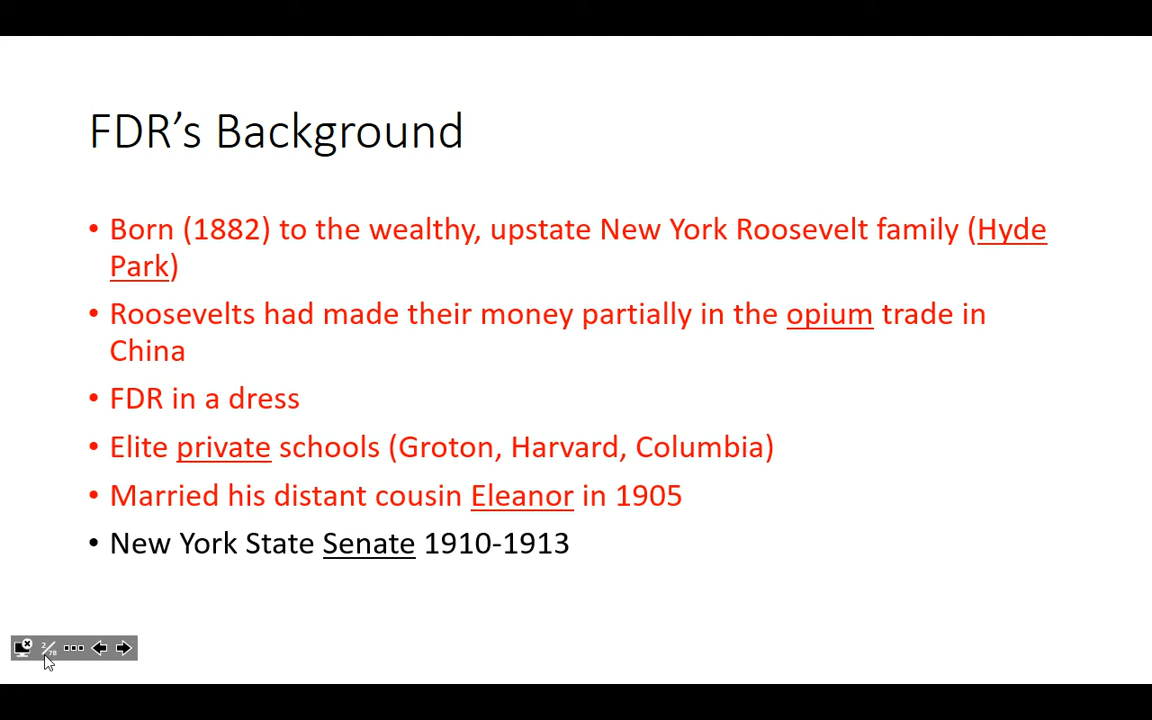 FDR’s Background
• Born (1882) to the wealthy, upstate New York Roosevelt family (Hyde
Park)
• Roosevelts had made their money partially in the opium trade in
China
• FDR in a dress
• Elite private schools (Groton, Harvard, Columbia)
• Married his distant cousin Eleanor in 1905
• New York State Senate 1910-1913
2/78